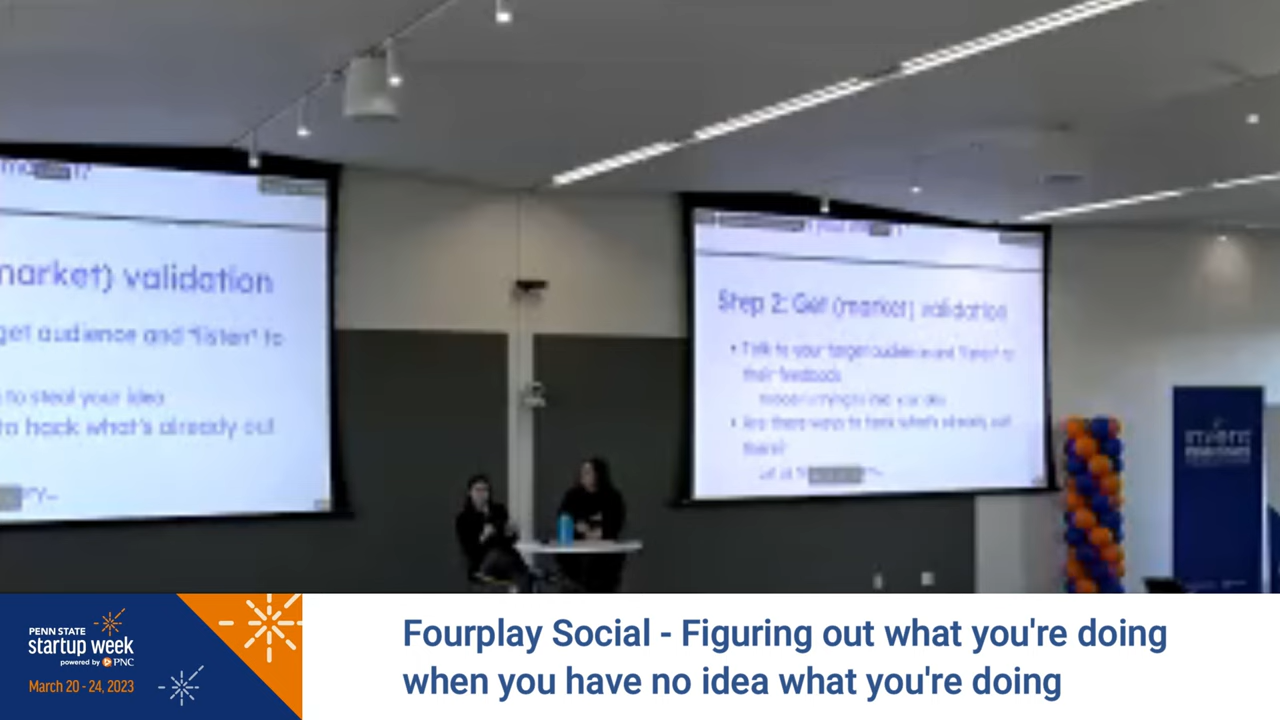 market) validation
get audience and "listen" to
to steal your idea
to hack what's already out
Step 2: Get (market) validation
• Talk to your target audience and "listen" to
their feedback
• Are there ways to hack what's already out
there?
invent
PENN STATE
startup week
powered by PNC
March 20 - 24, 2023
Fourplay Social - Figuring out what you're doing
when you have no idea what you're doing